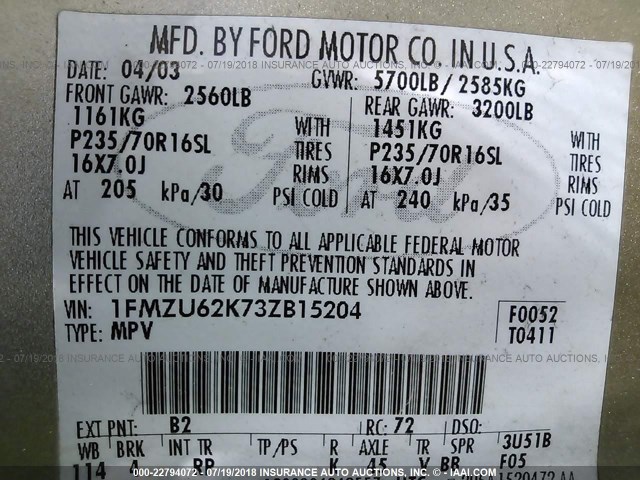 MFD. BY FORD MOTOR CO. IN U.S.A.
DATE: 04/03 GVWR: 5700LB/ 2585KG
FRONT GAWR: 2560LB REAR GAWR: 3200LB
1161KG WITH 1451KG WITH
P235/70R16SL TIRES P235/70R16SL TIRES
16X7.0J RIMS 16X7.0J RIMS
AT 205 kPa/30 PSI COLD AT 240 kPa/35 PSI COLD
Ford
THIS VEHICLE CONFORMS TO ALL APPLICABLE FEDERAL MOTOR
VEHICLE SAFETY AND THEFT PREVENTION STANDARDS IN
EFFECT ON THE DATE OF MANUFACTURE SHOWN ABOVE.
VIN: 1FMZU62K73ZB15204 F0052
TYPE: MPV T0411
EXT PNT: B2 RC: 72 DSO:
WB BRK INT TR TP/PS R AXLE TR SPR 3U51B
114 4 K 45 BB F05
000-22794072 - 07/19/2018 - INSURANCE AUTO AUCTIONS, INC.